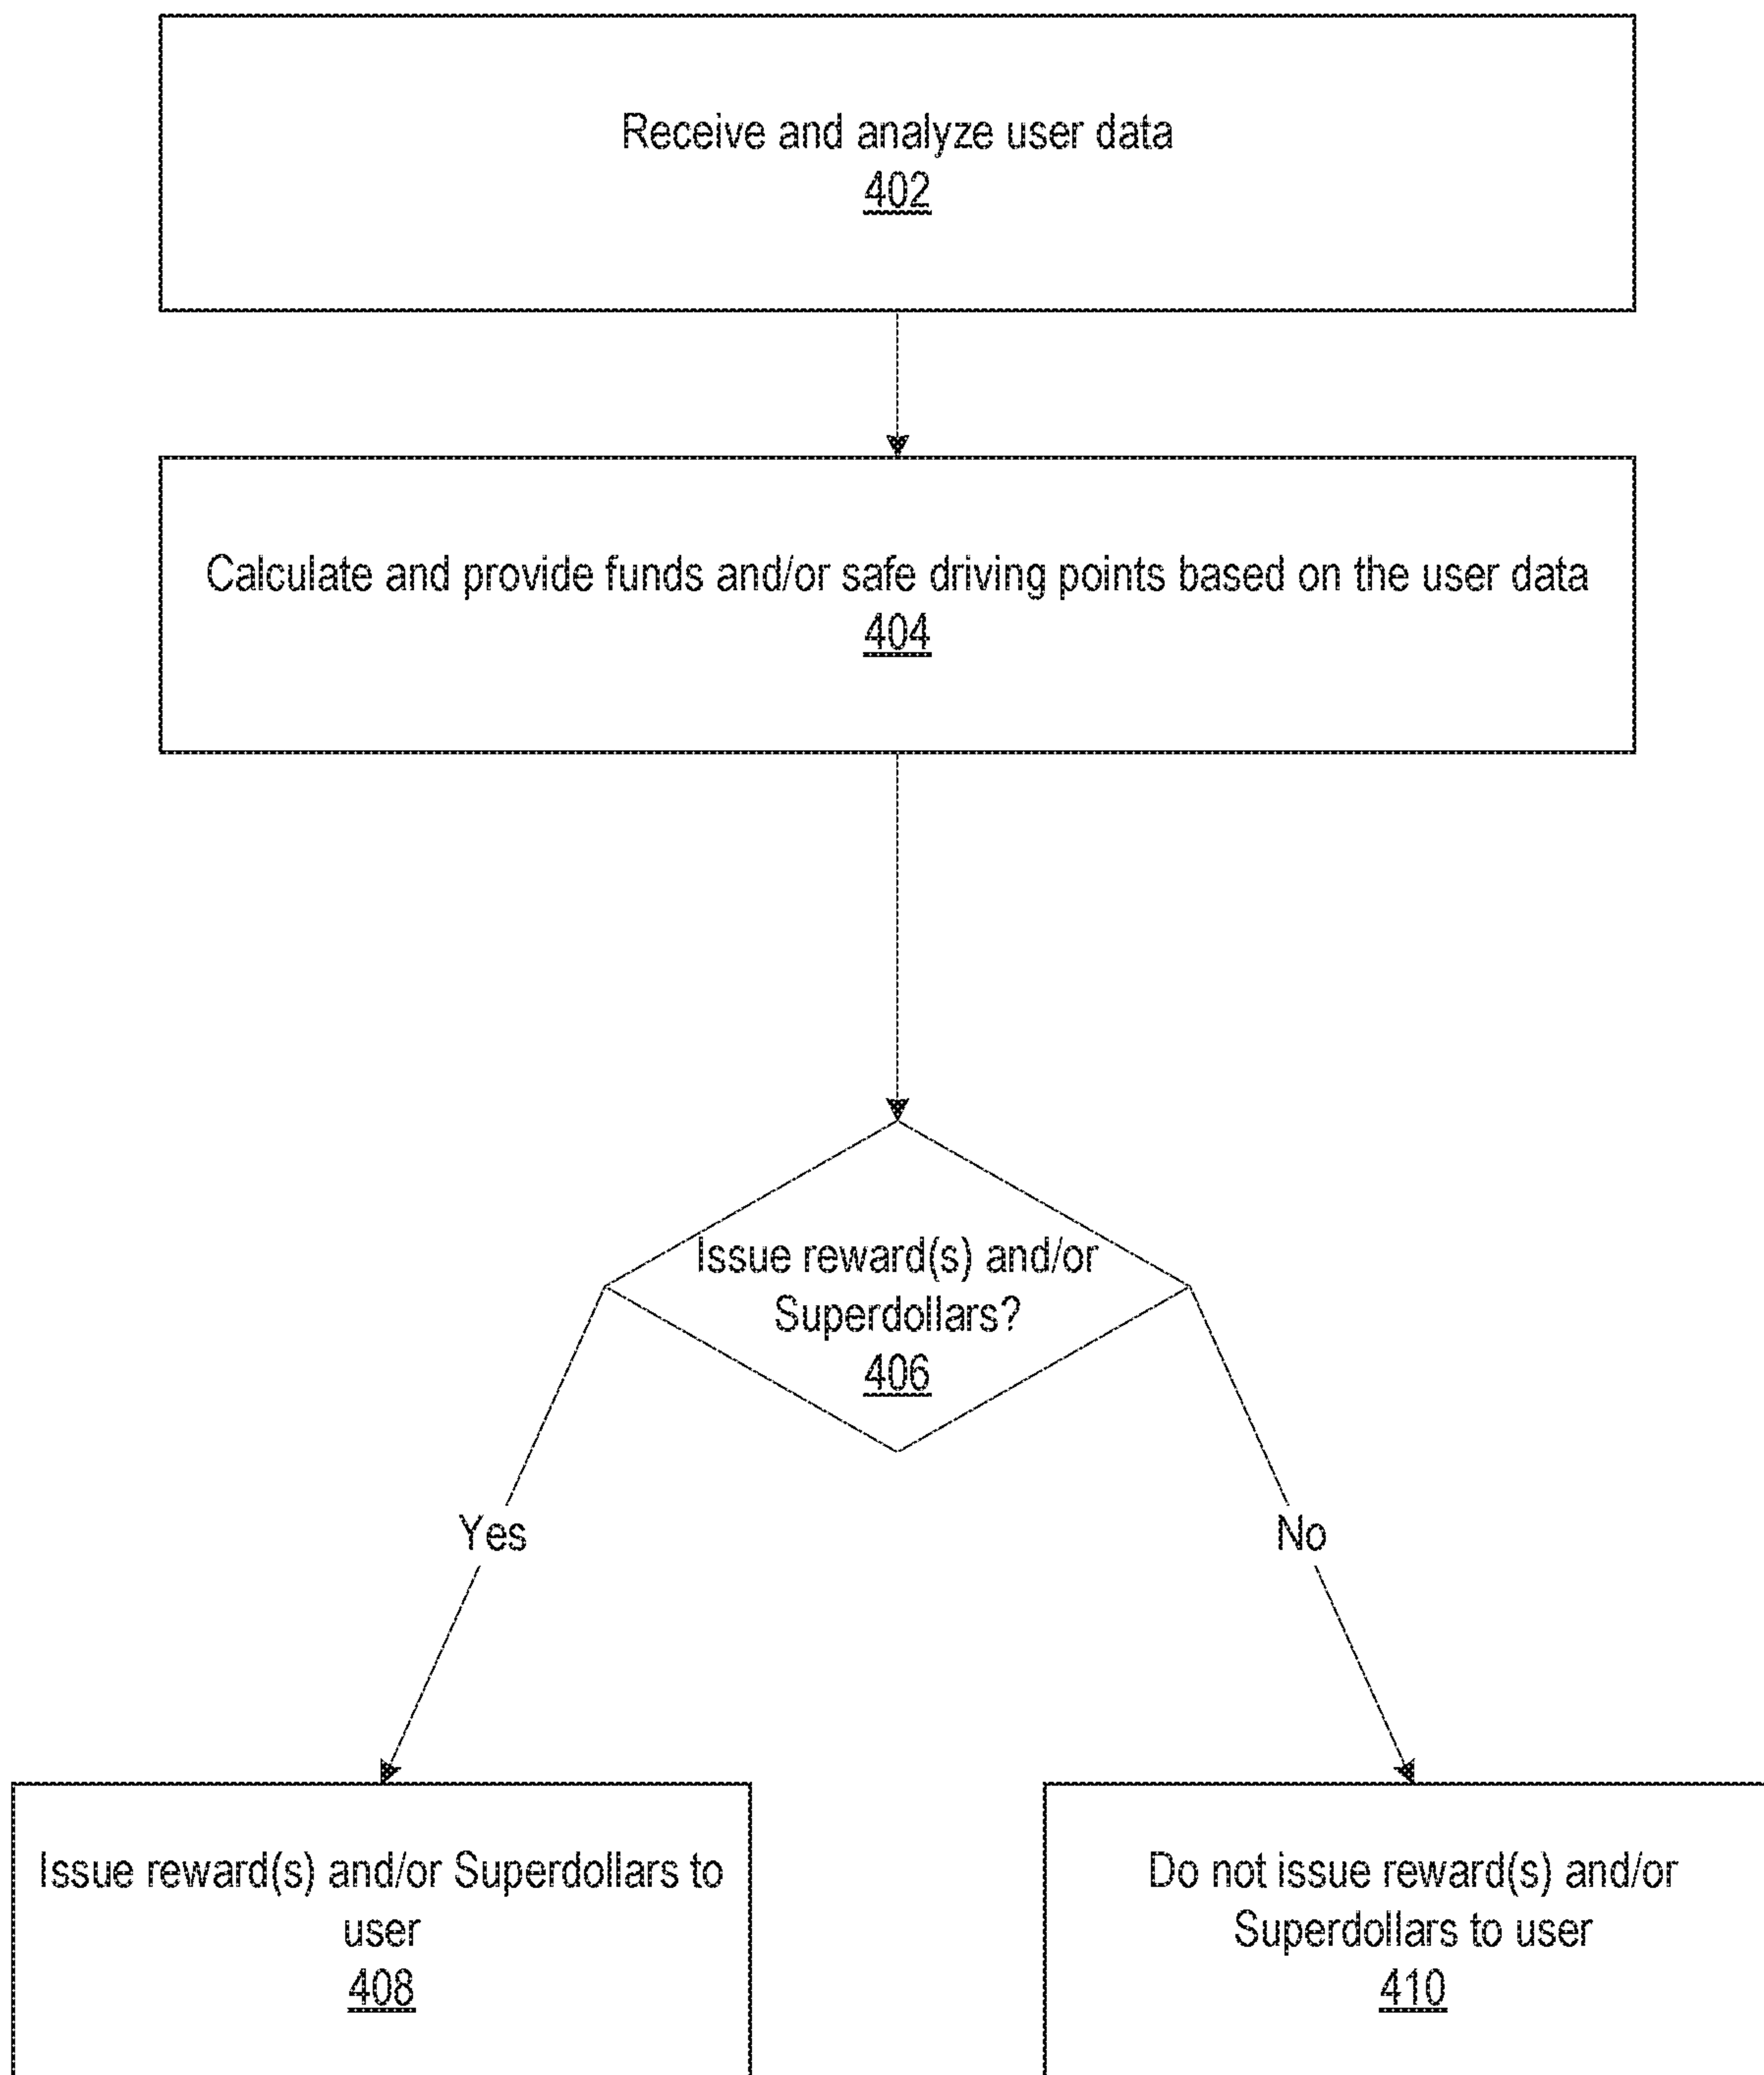 Receive and analyze user data
402
Calculate and provide funds and/or safe driving points based on the user data
404
Issue reward(s) and/or
Superdollars?
406
Yes
No
Issue reward(s) and/or Superdollars to
user
408
Do not issue reward(s) and/or
Superdollars to user
410